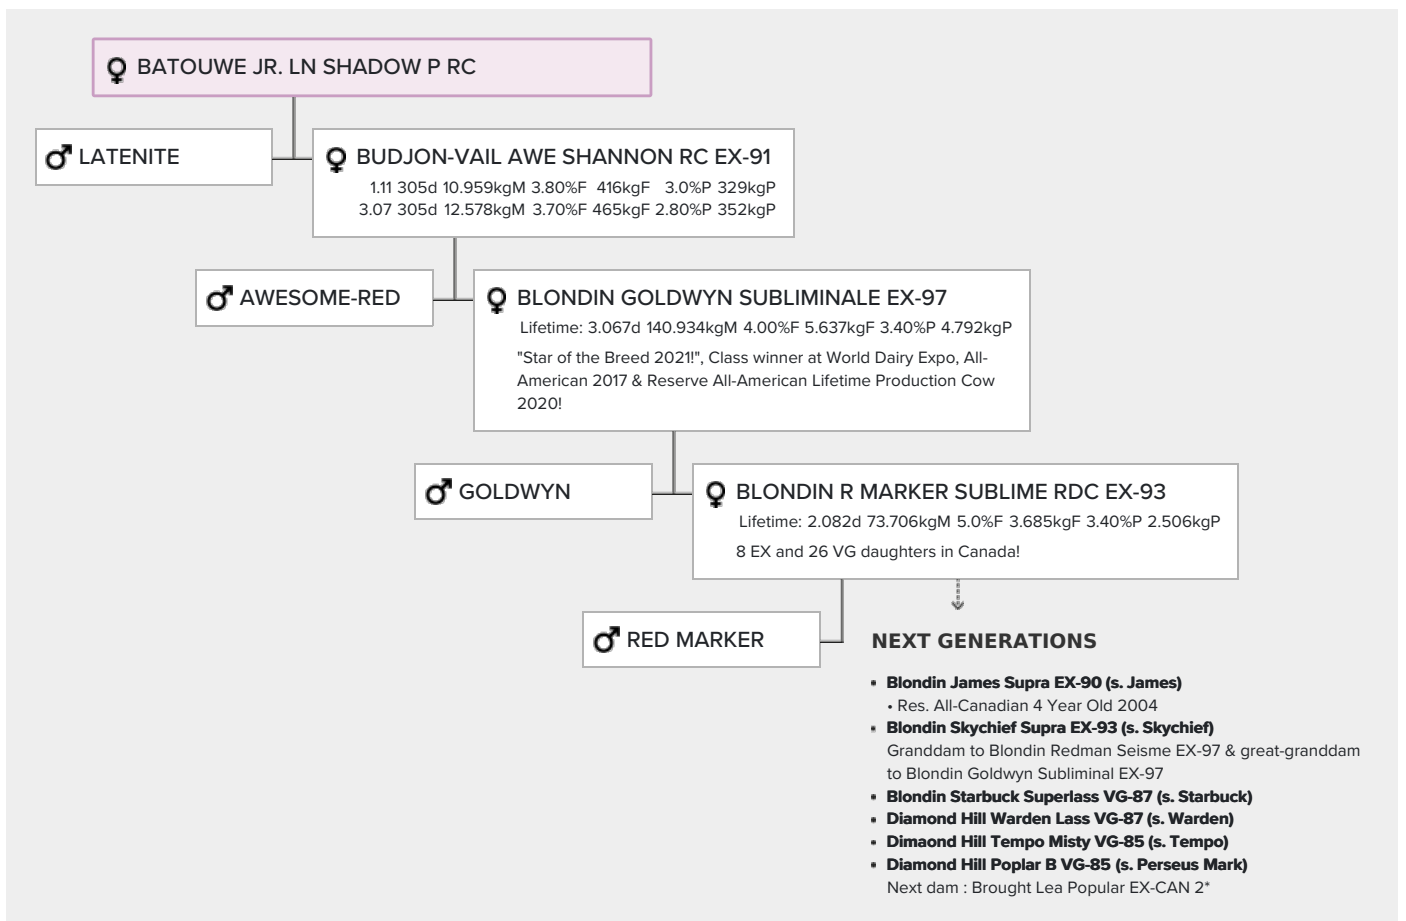 BATOUWE JR. LN SHADOW P RC
LATENITE
BUDJON-VAIL AWE SHANNON RC EX-91
1.11 305d 10.959kgM 3.80%F 416kgF 3.0%P 329kgP
3.07 305d 12.578kgM 3.70%F 465kgF 2.80%P 352kgP
AWESOME-RED
BLONDIN GOLDWYN SUBLIMINALE EX-97
Lifetime: 3.067d 140.934kgM 4.00%F 5.637kgF 3.40%P 4.792kgP
"Star of the Breed 2021!", Class winner at World Dairy Expo, All-
American 2017 & Reserve All-American Lifetime Production Cow
2020!
GOLDWYN
BLONDIN R MARKER SUBLIME RDC EX-93
Lifetime: 2.082d 73.706kgM 5.0%F 3.685kgF 3.40%P 2.506kgP
8 EX and 26 VG daughters in Canada!
RED MARKER
NEXT GENERATIONS
▪ Blondin James Supra EX-90 (s. James)
• Res. All-Canadian 4 Year Old 2004
▪ Blondin Skychief Supra EX-93 (s. Skychief)
Granddam to Blondin Redman Seisme EX-97 & great-granddam
to Blondin Goldwyn Subliminal EX-97
▪ Blondin Starbuck Superlass VG-87 (s. Starbuck)
▪ Diamond Hill Warden Lass VG-87 (s. Warden)
▪ Dimaond Hill Tempo Misty VG-85 (s. Tempo)
▪ Diamond Hill Poplar B VG-85 (s. Perseus Mark)
Next dam : Brought Lea Popular EX-CAN 2*